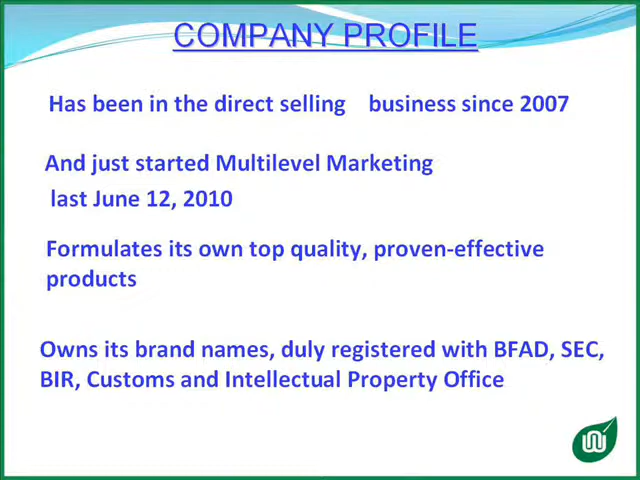 COMPANY PROFILE
Has been in the direct selling business since 2007
And just started Multilevel Marketing
last June 12, 2010
Formulates its own top quality, proven-effective
products
Owns its brand names, duly registered with BFAD, SEC,
BIR, Customs and Intellectual Property Office